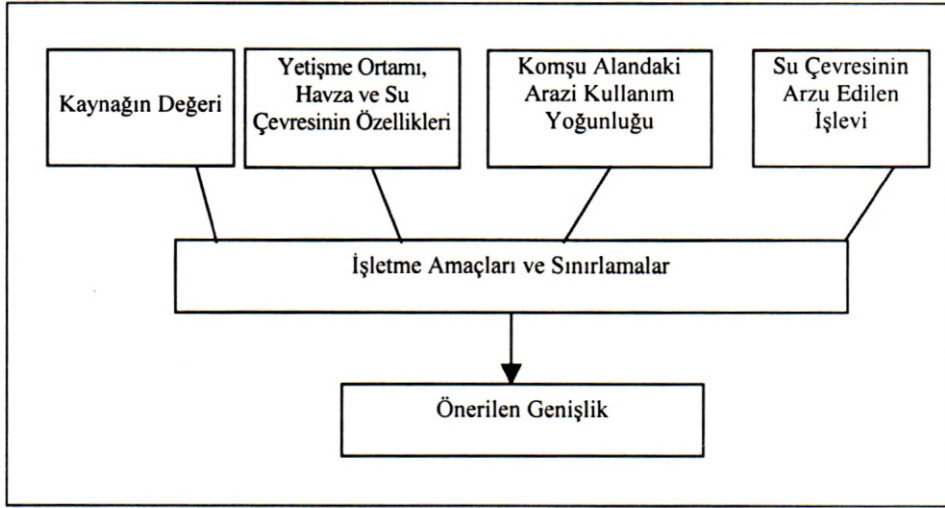 Kaynağın Değeri
Yetişme Ortamı,
Havza ve Su
Çevresinin Özellikleri
Komşu Alandaki
Arazi Kullanım
Yoğunluğu
Su Çevresinin
Arzu Edilen
İşlevi
İşletme Amaçları ve Sınırlamalar
Önerilen Genişlik